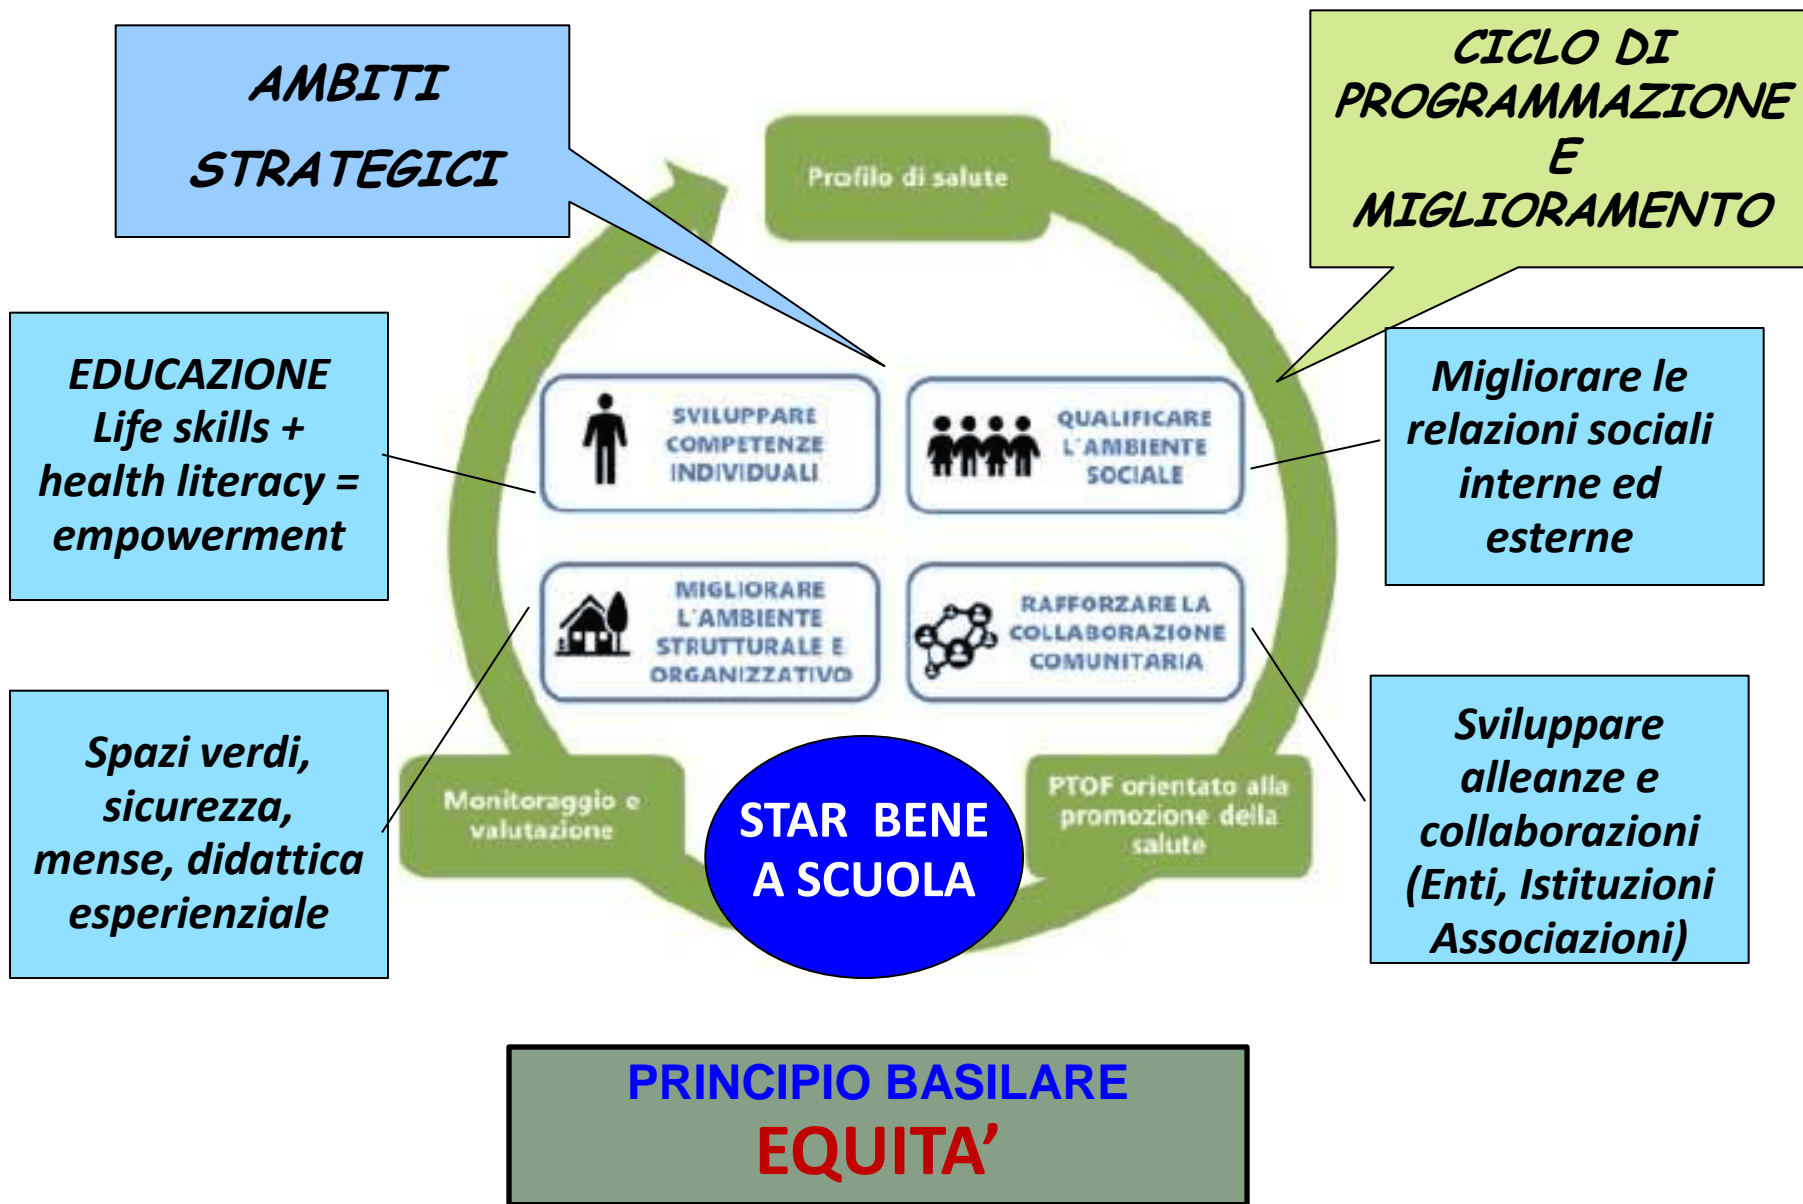 AMBITI
STRATEGICI
CICLO DI
PROGRAMMAZIONE
E
MIGLIORAMENTO
Profilo di salute
EDUCAZIONE
Life skills +
health literacy =
empowerment
SVILUPPARE
COMPETENZE
INDIVIDUALI
QUALIFICARE
L'AMBIENTE
SOCIALE
Migliorare le
relazioni sociali
interne ed
esterne
MIGLIORARE
L'AMBIENTE
STRUTTURALE E
ORGANIZZATIVO
RAFFORZARE LA
COLLABORAZIONE
COMUNITARIA
Spazi verdi,
sicurezza,
mense, didattica
esperienziale
Monitoraggio e
valutazione
STAR BENE
A SCUOLA
PTOF orientato alla
promozione della
salute
Sviluppare
alleanze e
collaborazioni
(Enti, Istituzioni
Associazioni)
PRINCIPIO BASILARE
EQUITA’